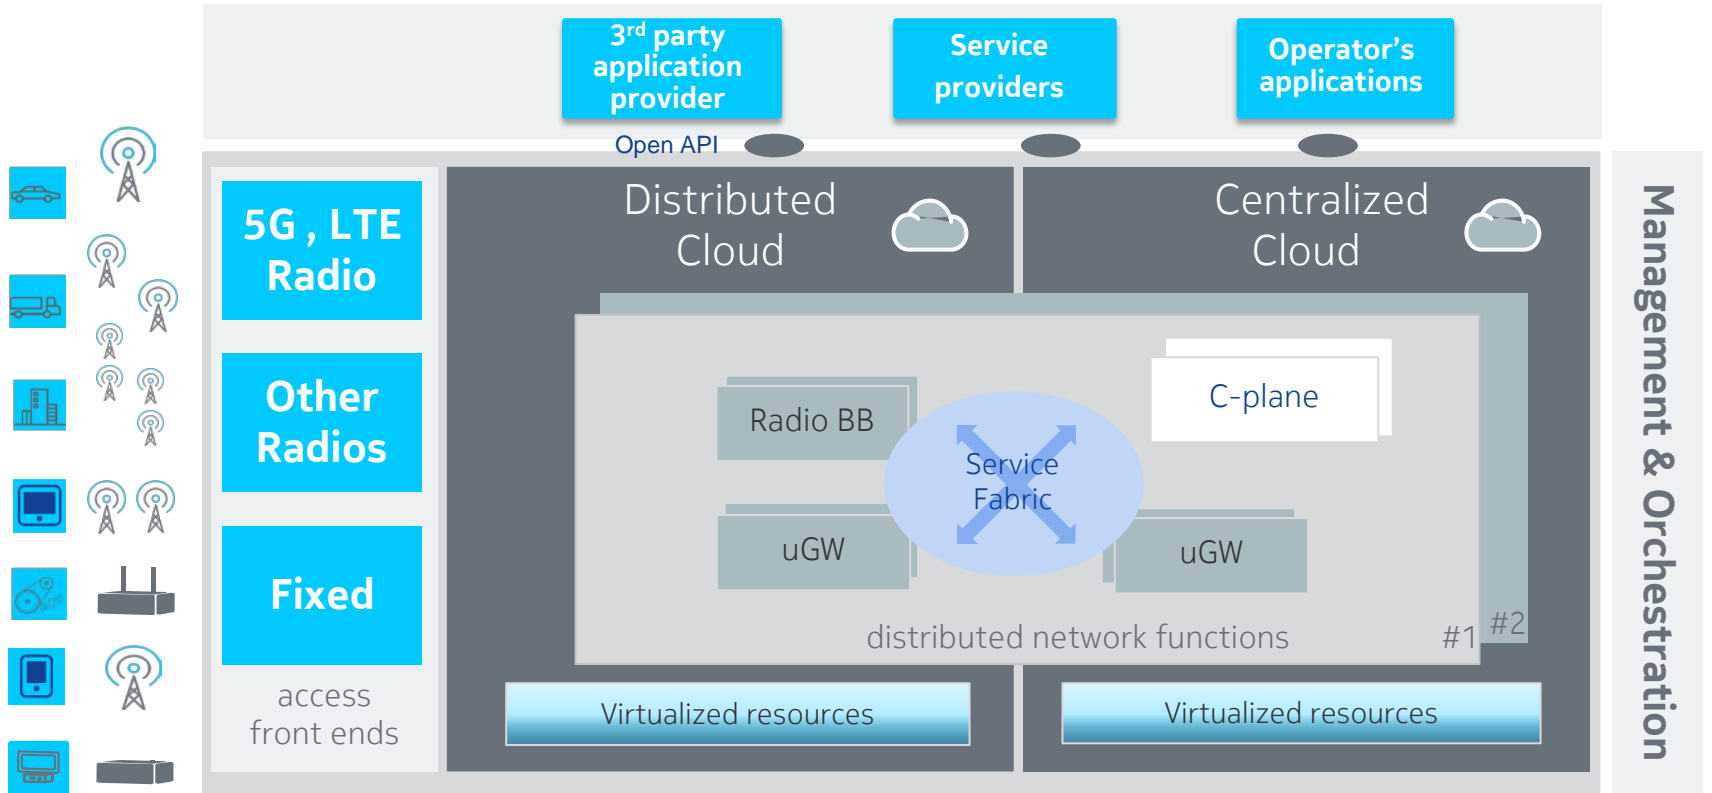 3rd party
application
provider
Service
providers
Operator's
applications
Open API
5G , LTE
Radio
Other
Radios
Fixed
access
front ends
Distributed
Cloud
Centralized
Cloud
Radio BB
C-plane
Service
Fabric
uGW
uGW
distributed network functions
#1
#2
Virtualized resources
Virtualized resources
Management & Orchestration